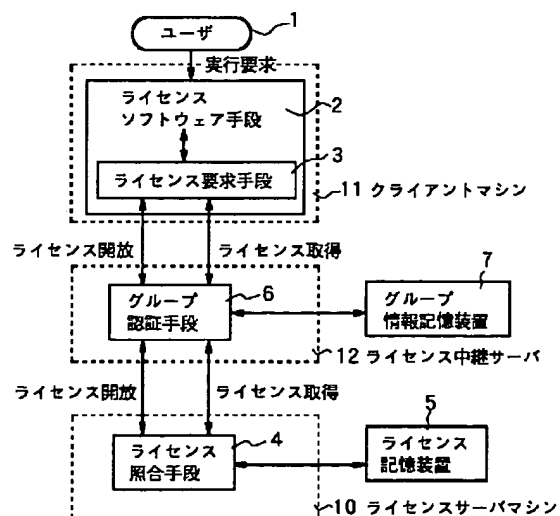 1
ユーザ
実行要求
ライセンス
ソフトウェア手段
2
3
ライセンス要求手段
11 クライアントマシン
ライセンス開放
ライセンス取得
グループ
認証手段
6
7
グループ
情報記憶装置
12 ライセンス中継サーバ
ライセンス開放
ライセンス取得
ライセンス
照合手段
4
5
ライセンス
記憶装置
10 ライセンスサーバマシン